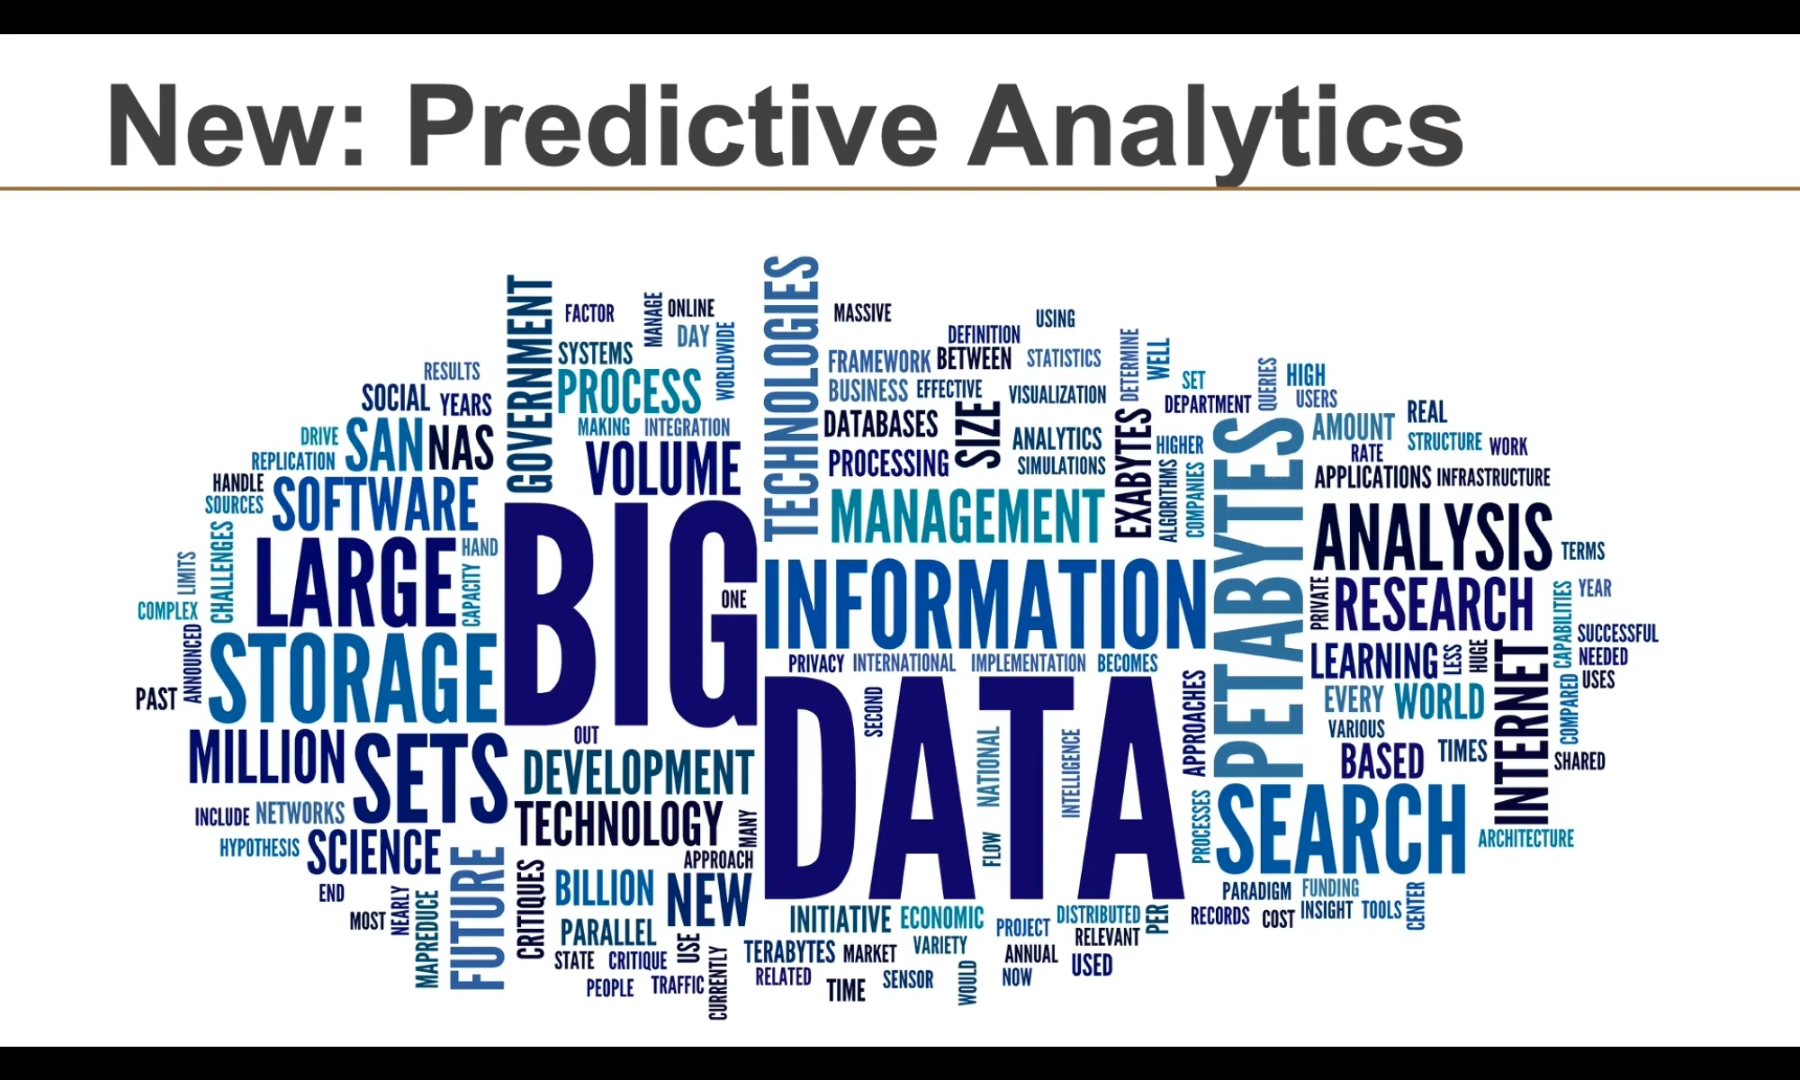 New: Predictive Analytics
TECHNOLOGIES
GOVERNMENT
FACTOR
MANAGE
ONLINE
MASSIVE
USING
DAY
WORLDWIDE
DEFINITION
SYSTEMS
FRAMEWORK
BETWEEN
STATISTICS
DETERMINE
WELL
RESULTS
PROCESS
BUSINESS
EFFECTIVE
VISUALIZATION
SET
QUERIES
HIGH
SOCIAL
YEARS
DEPARTMENT
USERS
MAKING
INTEGRATION
DATABASES
SIZE
ANALYTICS
EXABYTES
HIGHER
PETABYTES
AMOUNT
REAL
DRIVE
SAN
NAS
STRUCTURE
WORK
REPLICATION
VOLUME
PROCESSING
SIMULATIONS
ALGORITHMS
COMPANIES
RATE
HANDLE
APPLICATIONS
INFRASTRUCTURE
SOURCES
SOFTWARE
MANAGEMENT
ANALYSIS
CHALLENGES
LARGE
HAND
BIG
TERMS
LIMITS
CAPACITY
ONE
INFORMATION
PRIVATE
RESEARCH
CAPABILITIES
YEAR
COMPLEX
ANNOUNCED
STORAGE
PRIVACY
INTERNATIONAL
IMPLEMENTATION
BECOMES
LEARNING
LESS
HUGE
INTERNET
SUCCESSFUL
NEEDED
PAST
SECOND
DATA
APPROACHES
EVERY
WORLD
COMPARED
USES
MILLION
SETS
OUT
NATIONAL
INTELLIGENCE
VARIOUS
DEVELOPMENT
BASED
TIMES
SHARED
INCLUDE
NETWORKS
TECHNOLOGY
MANY
FLOW
PROCESSES
SEARCH
ARCHITECTURE
HYPOTHESIS
SCIENCE
FUTURE
CRITIQUES
APPROACH
END
BILLION
NEW
PARADIGM
FUNDING
CENTER
MOST
NEARLY
MAPREDUCE
INITIATIVE
ECONOMIC
PROJECT
DISTRIBUTED
PER
RECORDS
COST
INSIGHT
TOOLS
PARALLEL
USE
TERABYTES
MARKET
VARIETY
ANNUAL
RELEVANT
STATE
CRITIQUE
CURRENTLY
RELATED
SENSOR
WOULD
NOW
USED
PEOPLE
TRAFFIC
TIME